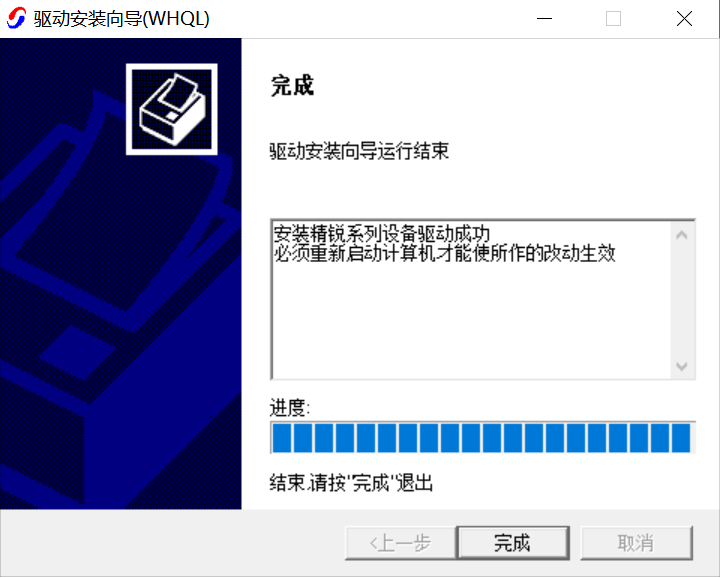 驱动安装向导(WHQL)
完成
驱动安装向导运行结束
安装精锐系列设备驱动成功
必须重新启动计算机才能使所作的改动生效
进度:
结束,请按"完成"退出
<上一步
完成
取消